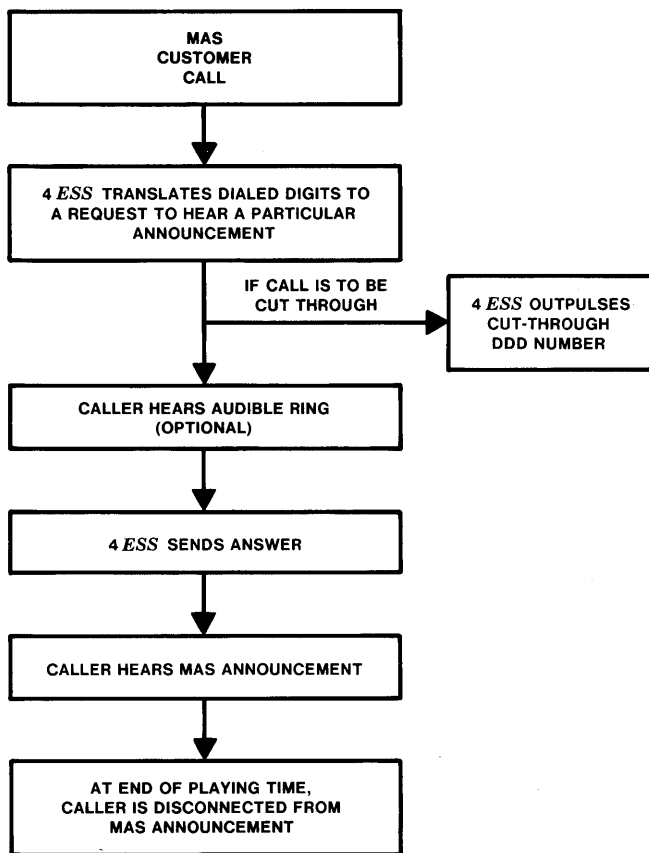 MAS
CUSTOMER
CALL
4 ESS TRANSLATES DIALED DIGITS TO
A REQUEST TO HEAR A PARTICULAR
ANNOUNCEMENT
IF CALL IS TO BE
CUT THROUGH
4 ESS OUTPULSES
CUT-THROUGH
DDD NUMBER
CALLER HEARS AUDIBLE RING
(OPTIONAL)
4 ESS SENDS ANSWER
CALLER HEARS MAS ANNOUNCEMENT
AT END OF PLAYING TIME,
CALLER IS DISCONNECTED FROM
MAS ANNOUNCEMENT